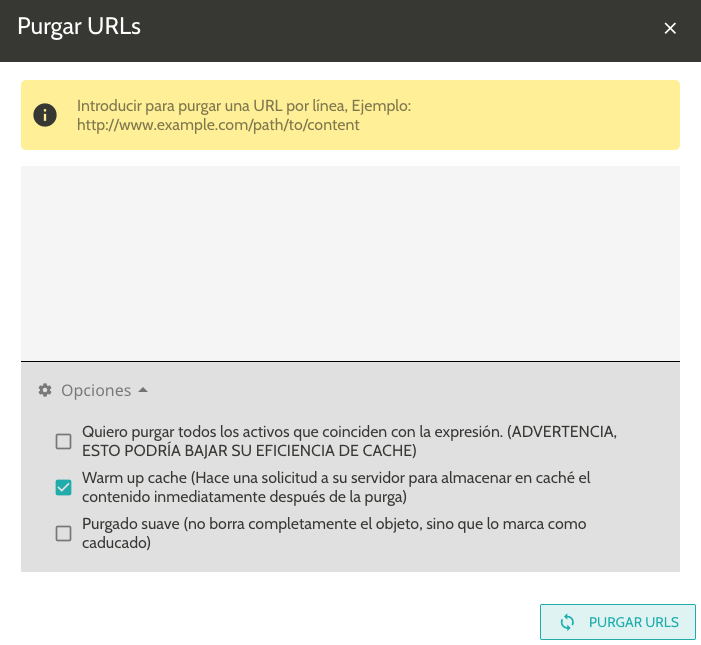 Purgar URLs
Introducir para purgar una URL por línea, Ejemplo:
http://www.example.com/path/to/content
Opciones
Quiero purgar todos los activos que coinciden con la expresión. (ADVERTENCIA,
ESTO PODRÍA BAJAR SU EFICIENCIA DE CACHE)
Warm up cache (Hace una solicitud a su servidor para almacenar en caché el
contenido inmediatamente después de la purga)
Purgado suave (no borra completamente el objeto, sino que lo marca como
caducado)
PURGAR URLS